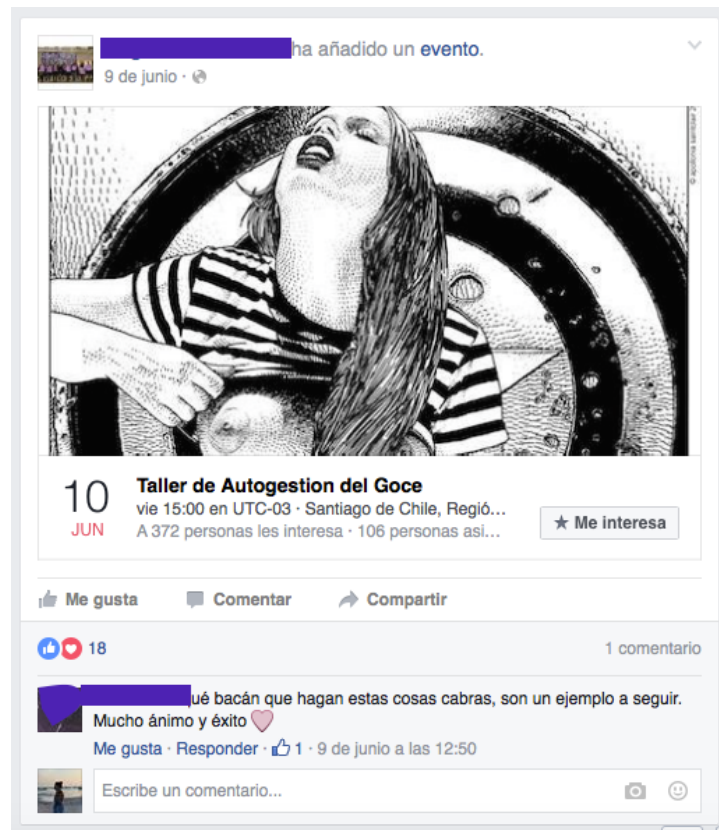 ha añadido un evento.
9 de junio ·
© apollonia saintclair
10
JUN
Taller de Autogestion del Goce
vie 15:00 en UTC-03 · Santiago de Chile, Regió...
A 372 personas les interesa · 106 personas asi...
★ Me interesa
Me gusta
Comentar
Compartir
18
1 comentario
ué bacán que hagan estas cosas cabras, son un ejemplo a seguir.
Mucho ánimo y éxito
Me gusta · Responder · 1 · 9 de junio a las 12:50
Escribe un comentario...